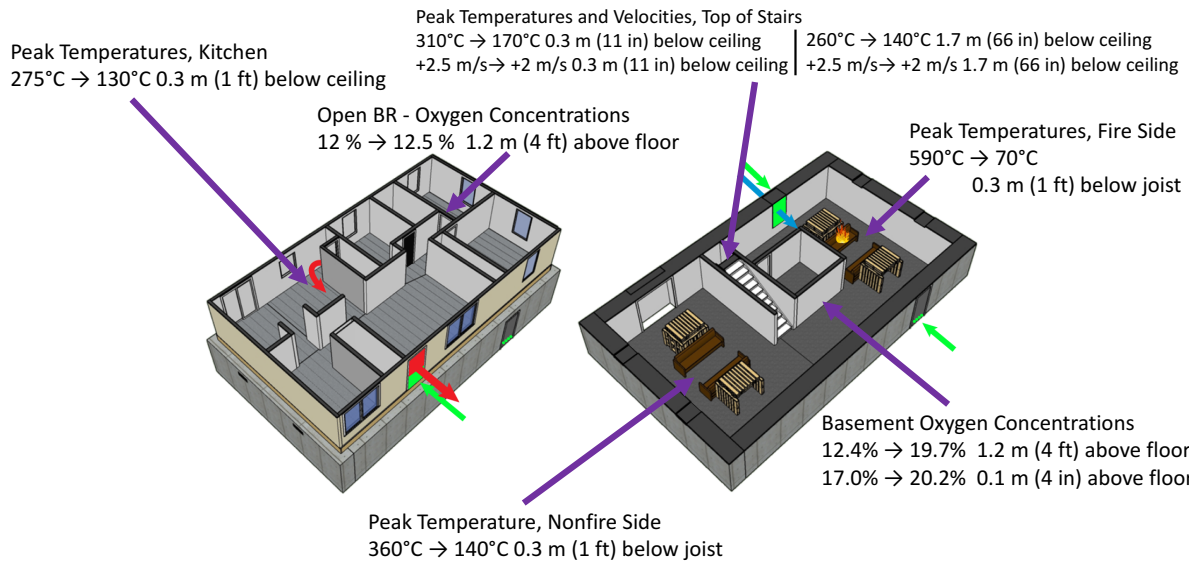 Peak Temperatures and Velocities, Top of Stairs
310°C → 170°C 0.3 m (11 in) below ceiling
+2.5 m/s→ +2 m/s 0.3 m (11 in) below ceiling
260°C → 140°C 1.7 m (66 in) below ceiling
+2.5 m/s→ +2 m/s 1.7 m (66 in) below ceiling
Peak Temperatures, Kitchen
275°C → 130°C 0.3 m (1 ft) below ceiling
Open BR - Oxygen Concentrations
12 % → 12.5 % 1.2 m (4 ft) above floor
Peak Temperatures, Fire Side
590°C → 70°C
0.3 m (1 ft) below joist
Basement Oxygen Concentrations
12.4% → 19.7% 1.2 m (4 ft) above floor
17.0% → 20.2% 0.1 m (4 in) above floor
Peak Temperature, Nonfire Side
360°C → 140°C 0.3 m (1 ft) below joist